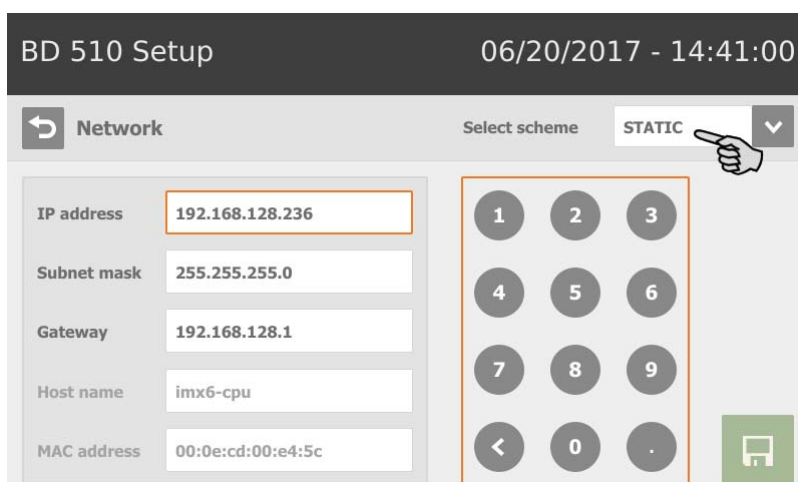 BD 510 Setup 06/20/2017 - 14:41:00
Network Select scheme STATIC
IP address 192.168.128.236
Subnet mask 255.255.255.0
Gateway 192.168.128.1
Host name imx6-cpu
MAC address 00:0e:cd:00:e4:5c
1 2 3
4 5 6
7 8 9
< 0 .